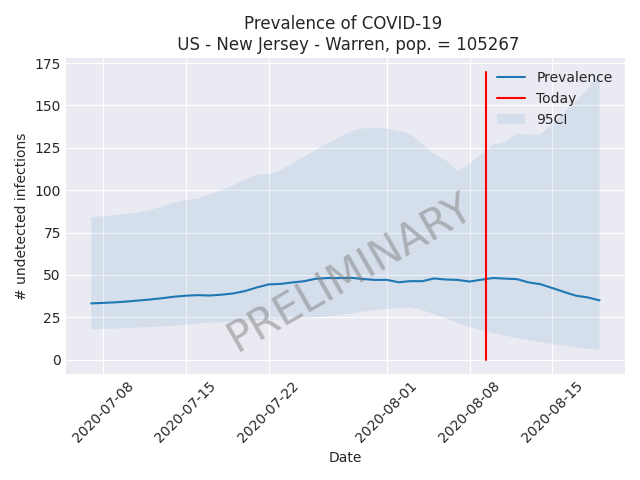 Prevalence of COVID-19
US - New Jersey - Warren, pop. = 105267
175
150
125
100
75
50
25
0
# undetected infections
Prevalence
Today
95CI
PRELIMINARY
2020-07-08
2020-07-15
2020-07-22
2020-08-01
2020-08-08
2020-08-15
Date